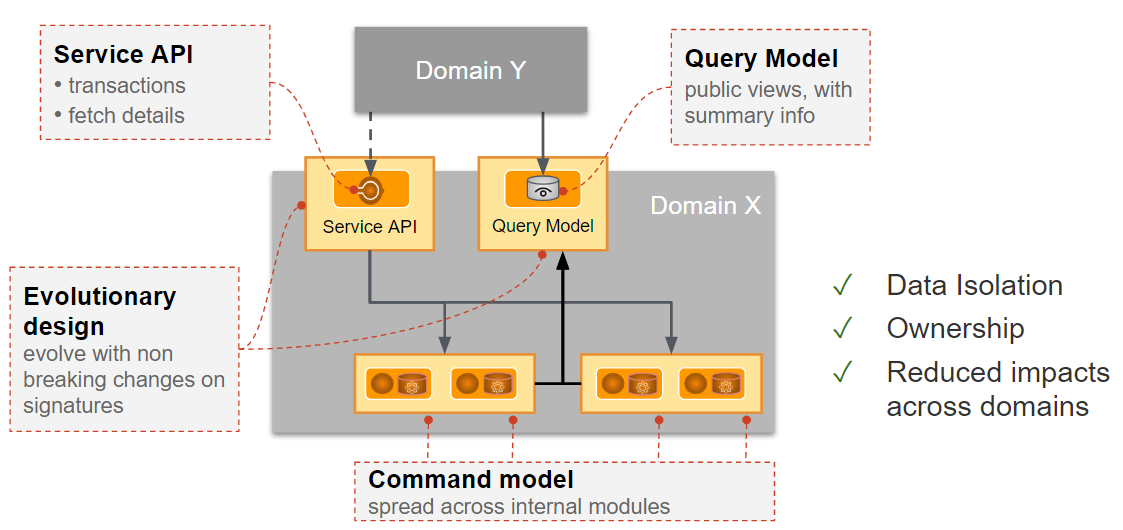 Service API
• transactions
• fetch details
Domain Y
Query Model
public views, with
summary info
Domain X
Service API
Query Model
Evolutionary
design
evolve with non
breaking changes on
signatures
✓ Data Isolation
✓ Ownership
✓ Reduced impacts
across domains
Command model
spread across internal modules